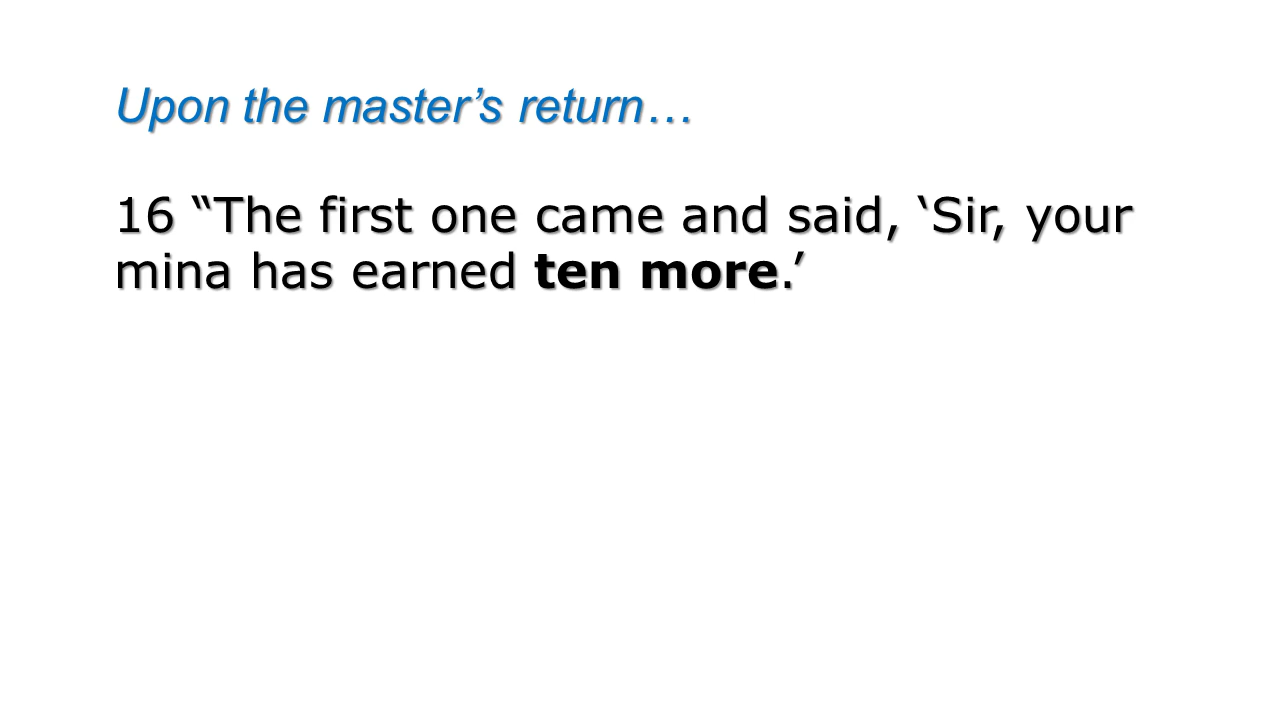 Upon the master’s return…
16 “The first one came and said, ‘Sir, your
mina has earned ten more.’